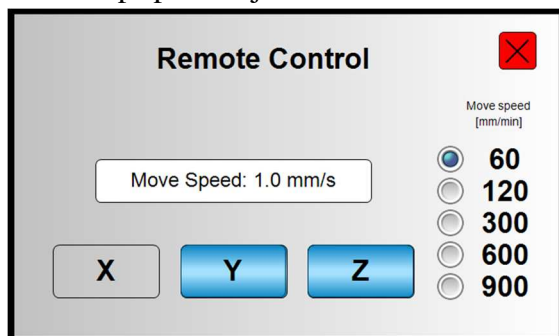 Remote Control
Move speed
[mm/min]
Move Speed: 1.0 mm/s
60
120
300
600
900
X
Y
Z